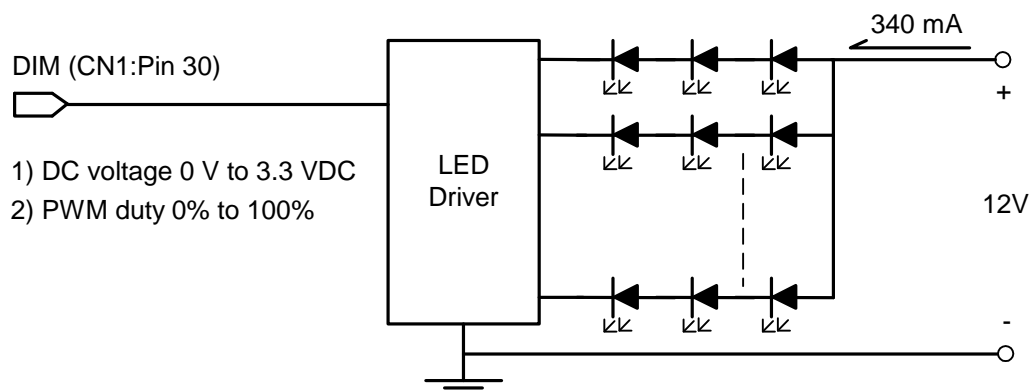 340 mA
DIM (CN1:Pin 30)
+
1) DC voltage 0 V to 3.3 VDC
LED
Driver
2) PWM duty 0% to 100%
12V
-